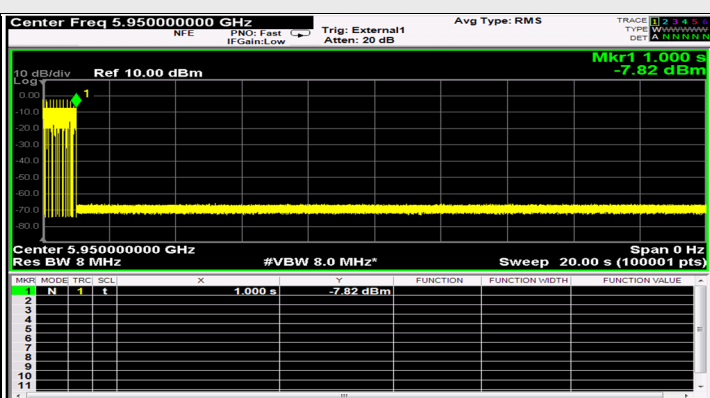 Center Freq 5.950000000 GHz
Avg Type: RMS
TRACE 1 2 3 4 5 6
NFE
PNO: Fast
Trig: External1
TYPE WWWWWW
IFGain:Low
Atten: 20 dB
DET A N N N N N
Mkr1 1.000 s
10 dB/div Ref 10.00 dBm
-7.82 dBm
Log
1
0.00
-10.0
-20.0
-30.0
-40.0
-50.0
-60.0
-70.0
-80.0
Center 5.950000000 GHz
Span 0 Hz
Res BW 8 MHz
#VBW 8.0 MHz*
Sweep 20.00 s (100001 pts)
MKR MODE TRC SCL X Y FUNCTION FUNCTION WIDTH FUNCTION VALUE
1 N 1 t 1.000 s -7.82 dBm
2
3
4
5
6
7
8
9
10
11